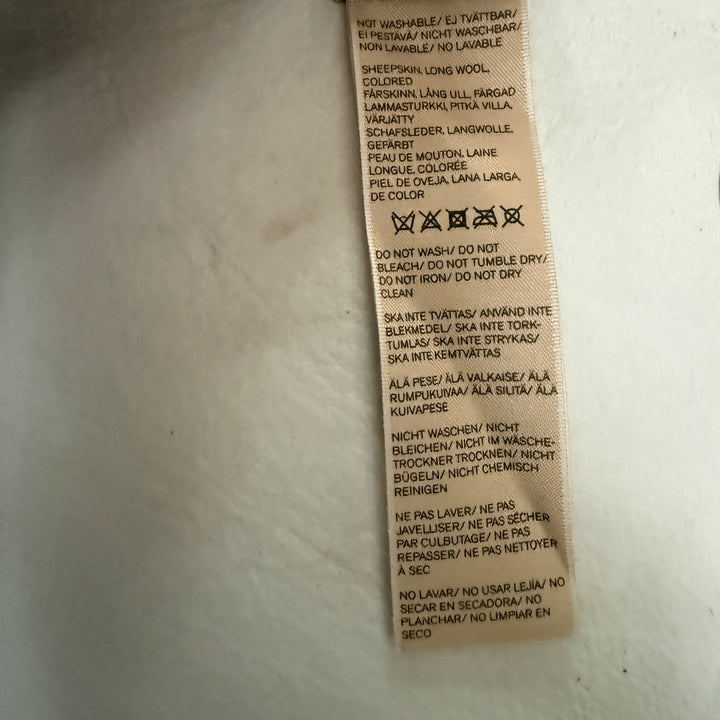 NOT WASHABLE/ EJ TVÄTTBAR/
EI PESTÄVÄ/ NICHT WASCHBAR/
NON LAVABLE/ NO LAVABLE
SHEEPSKIN, LONG WOOL,
COLORED
FÅRSKINN, LÅNG ULL, FÄRGAD
LAMMASTURKKI, PITKÄ VILLA,
VÄRJÄTTY
SCHAFSLEDER, LANGWOLLE,
GEFÄRBT
PEAU DE MOUTON, LAINE
LONGUE, COLORÉE
PIEL DE OVEJA, LANA LARGA,
DE COLOR
DO NOT WASH/ DO NOT
BLEACH/ DO NOT TUMBLE DRY/
DO NOT IRON/ DO NOT DRY
CLEAN
SKA INTE TVÄTTAS/ ANVÄND INTE
BLEKMEDEL/ SKA INTE TORK-
TUMLAS/ SKA INTE STRYKAS/
SKA INTE KEMTVÄTTAS
ÄLÄ PESE/ ÄLÄ VALKAISE/ ÄLÄ
RUMPUKUIVAA/ ÄLÄ SILITÄ/ ÄLÄ
KUIVAPESE
NICHT WASCHEN/ NICHT
BLEICHEN/ NICHT IM WÄSCHE-
TROCKNER TROCKNEN/ NICHT
BÜGELN/ NICHT CHEMISCH
REINIGEN
NE PAS LAVER/ NE PAS
JAVELLISER/ NE PAS SÉCHER
PAR CULBUTAGE/ NE PAS
REPASSER/ NE PAS NETTOYER
À SEC
NO LAVAR/ NO USAR LEJÍA/ NO
SECAR EN SECADORA/ NO
PLANCHAR/ NO LIMPIAR EN
SECO